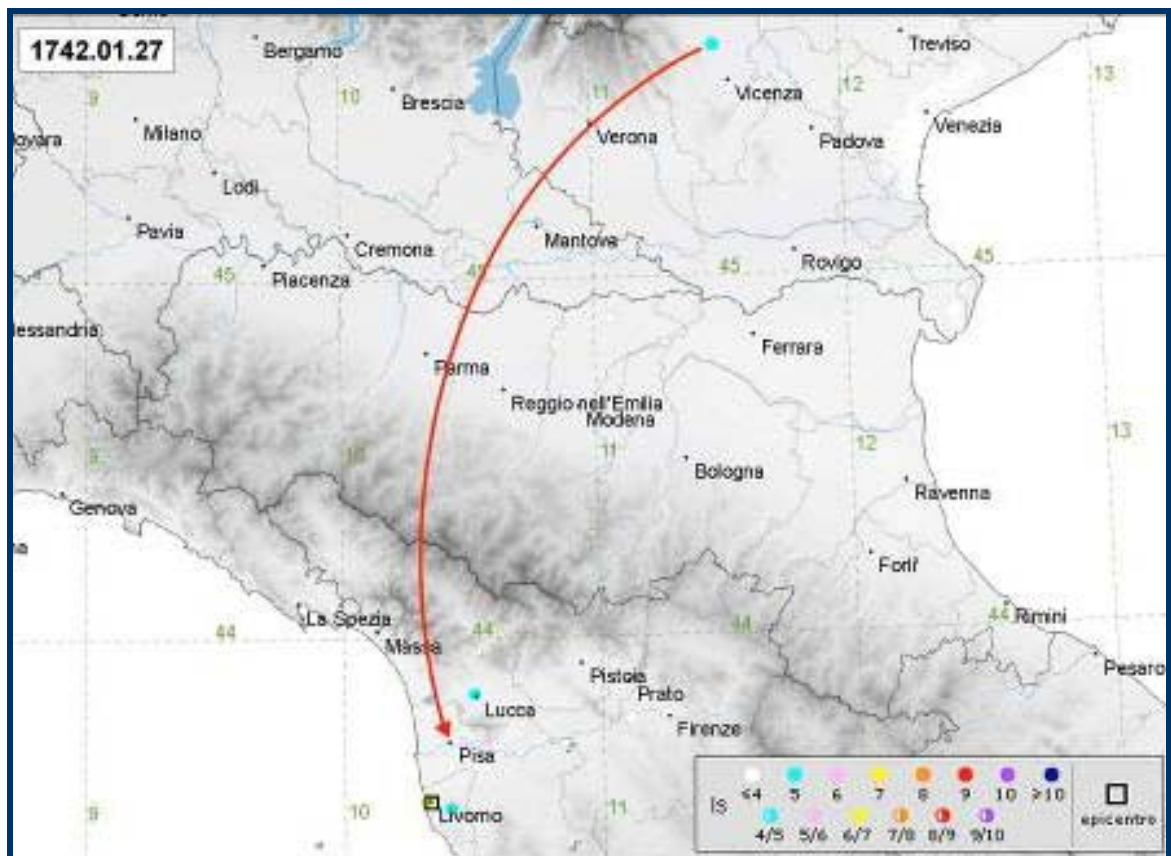 1742.01.27
Bergamo
Treviso
9
10
Brescia
11
Vicenza
12
13
Milano
Verona
Padova
Venezia
ovara
Lodi
Pavia
Cremona
Mantova
Rovigo
45
45
45
Piacenza
lessandria
Ferrara
Parma
Reggio nell'Emilia
Modena
9
10
11
Bologna
12
13
Genova
Ravenna
Forlì'
La Spezia
44
Massa
44
44
44
Rimini
Pistoia
Prato
Pesaro
Lucca
Firenze
Pisa
9
10
Livorno
11
Is
≤4 5 6 7 8 9 10 ≥10
4/5 5/6 6/7 7/8 8/9 9/10
epicentro